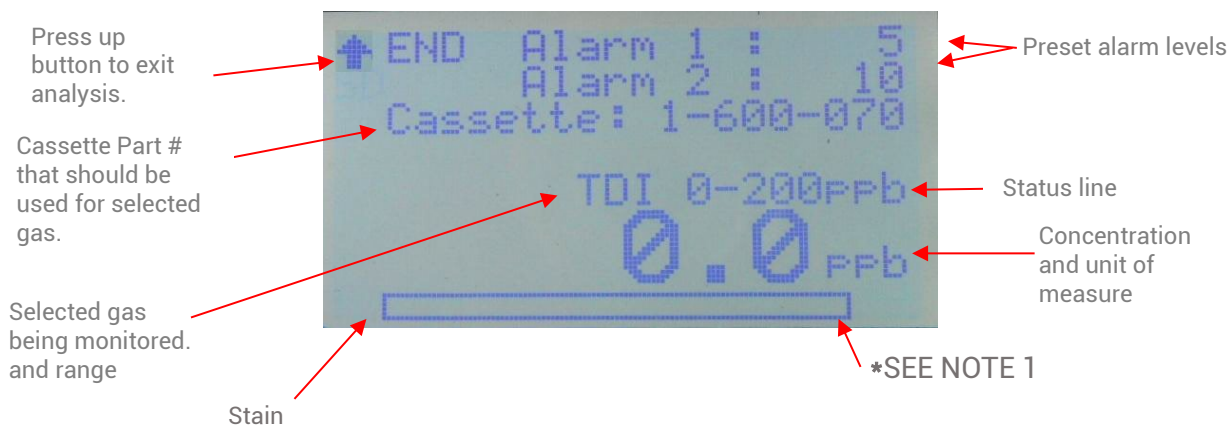 Press up
button to exit
analysis.
Cassette Part #
that should be
used for selected
gas.
Selected gas
being monitored.
and range
Stain
END Alarm 1 : 5
Alarm 2 : 10
Cassette: 1-600-070
TDI 0-200ppb
0.0 ppb
Preset alarm levels
Status line
Concentration
and unit of
measure
*SEE NOTE 1